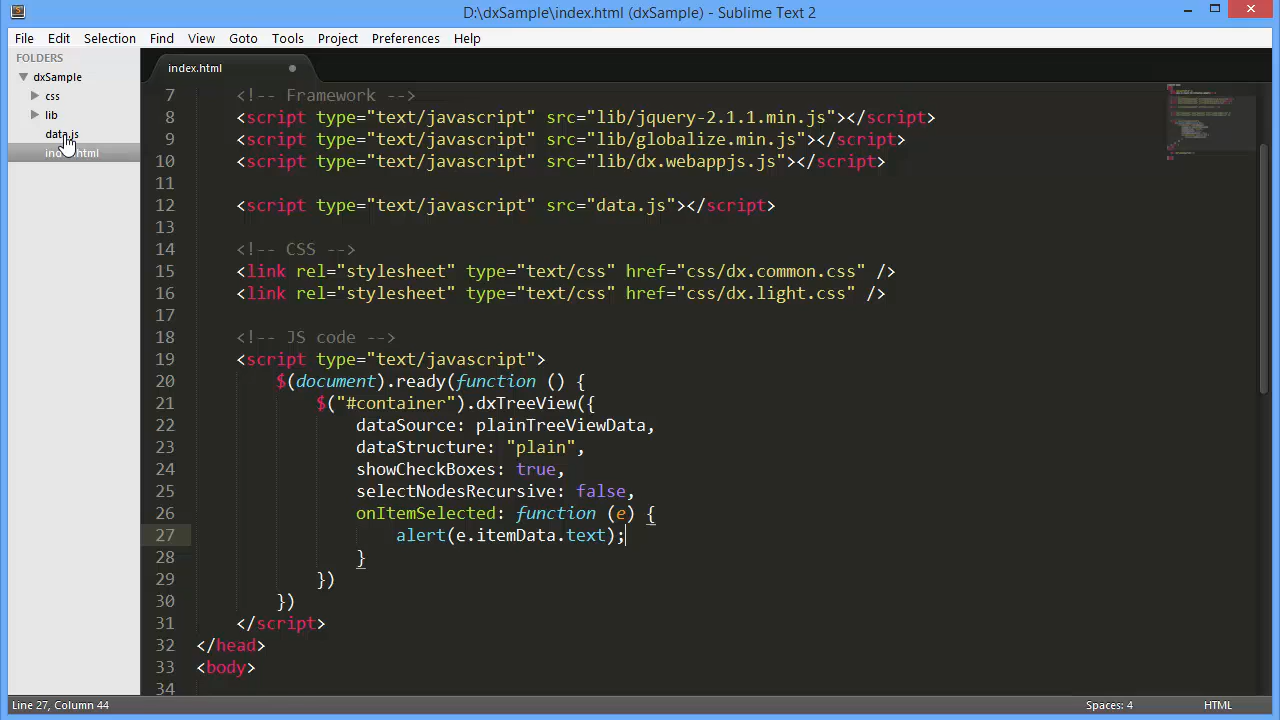 D:\dxSample\index.html (dxSample) - Sublime Text 2
File Edit Selection Find View Goto Tools Project Preferences Help
FOLDERS
dxSample
css
lib
data.js
index.html
index.html
7 <!-- Framework -->
8 <script type="text/javascript" src="lib/jquery-2.1.1.min.js"></script>
9 <script type="text/javascript" src="lib/globalize.min.js"></script>
10 <script type="text/javascript" src="lib/dx.webappjs.js"></script>
11
12 <script type="text/javascript" src="data.js"></script>
13
14 <!-- CSS -->
15 <link rel="stylesheet" type="text/css" href="css/dx.common.css" />
16 <link rel="stylesheet" type="text/css" href="css/dx.light.css" />
17
18 <!-- JS code -->
19 <script type="text/javascript">
20 $(document).ready(function () {
21 $("#container").dxTreeView({
22 dataSource: plainTreeViewData,
23 dataStructure: "plain",
24 showCheckBoxes: true,
25 selectNodesRecursive: false,
26 onItemSelected: function (e) {
27 alert(e.itemData.text);
28 }
29 })
30 })
31 </script>
32 </head>
33 <body>
34
Line 27, Column 44
Spaces: 4
HTML